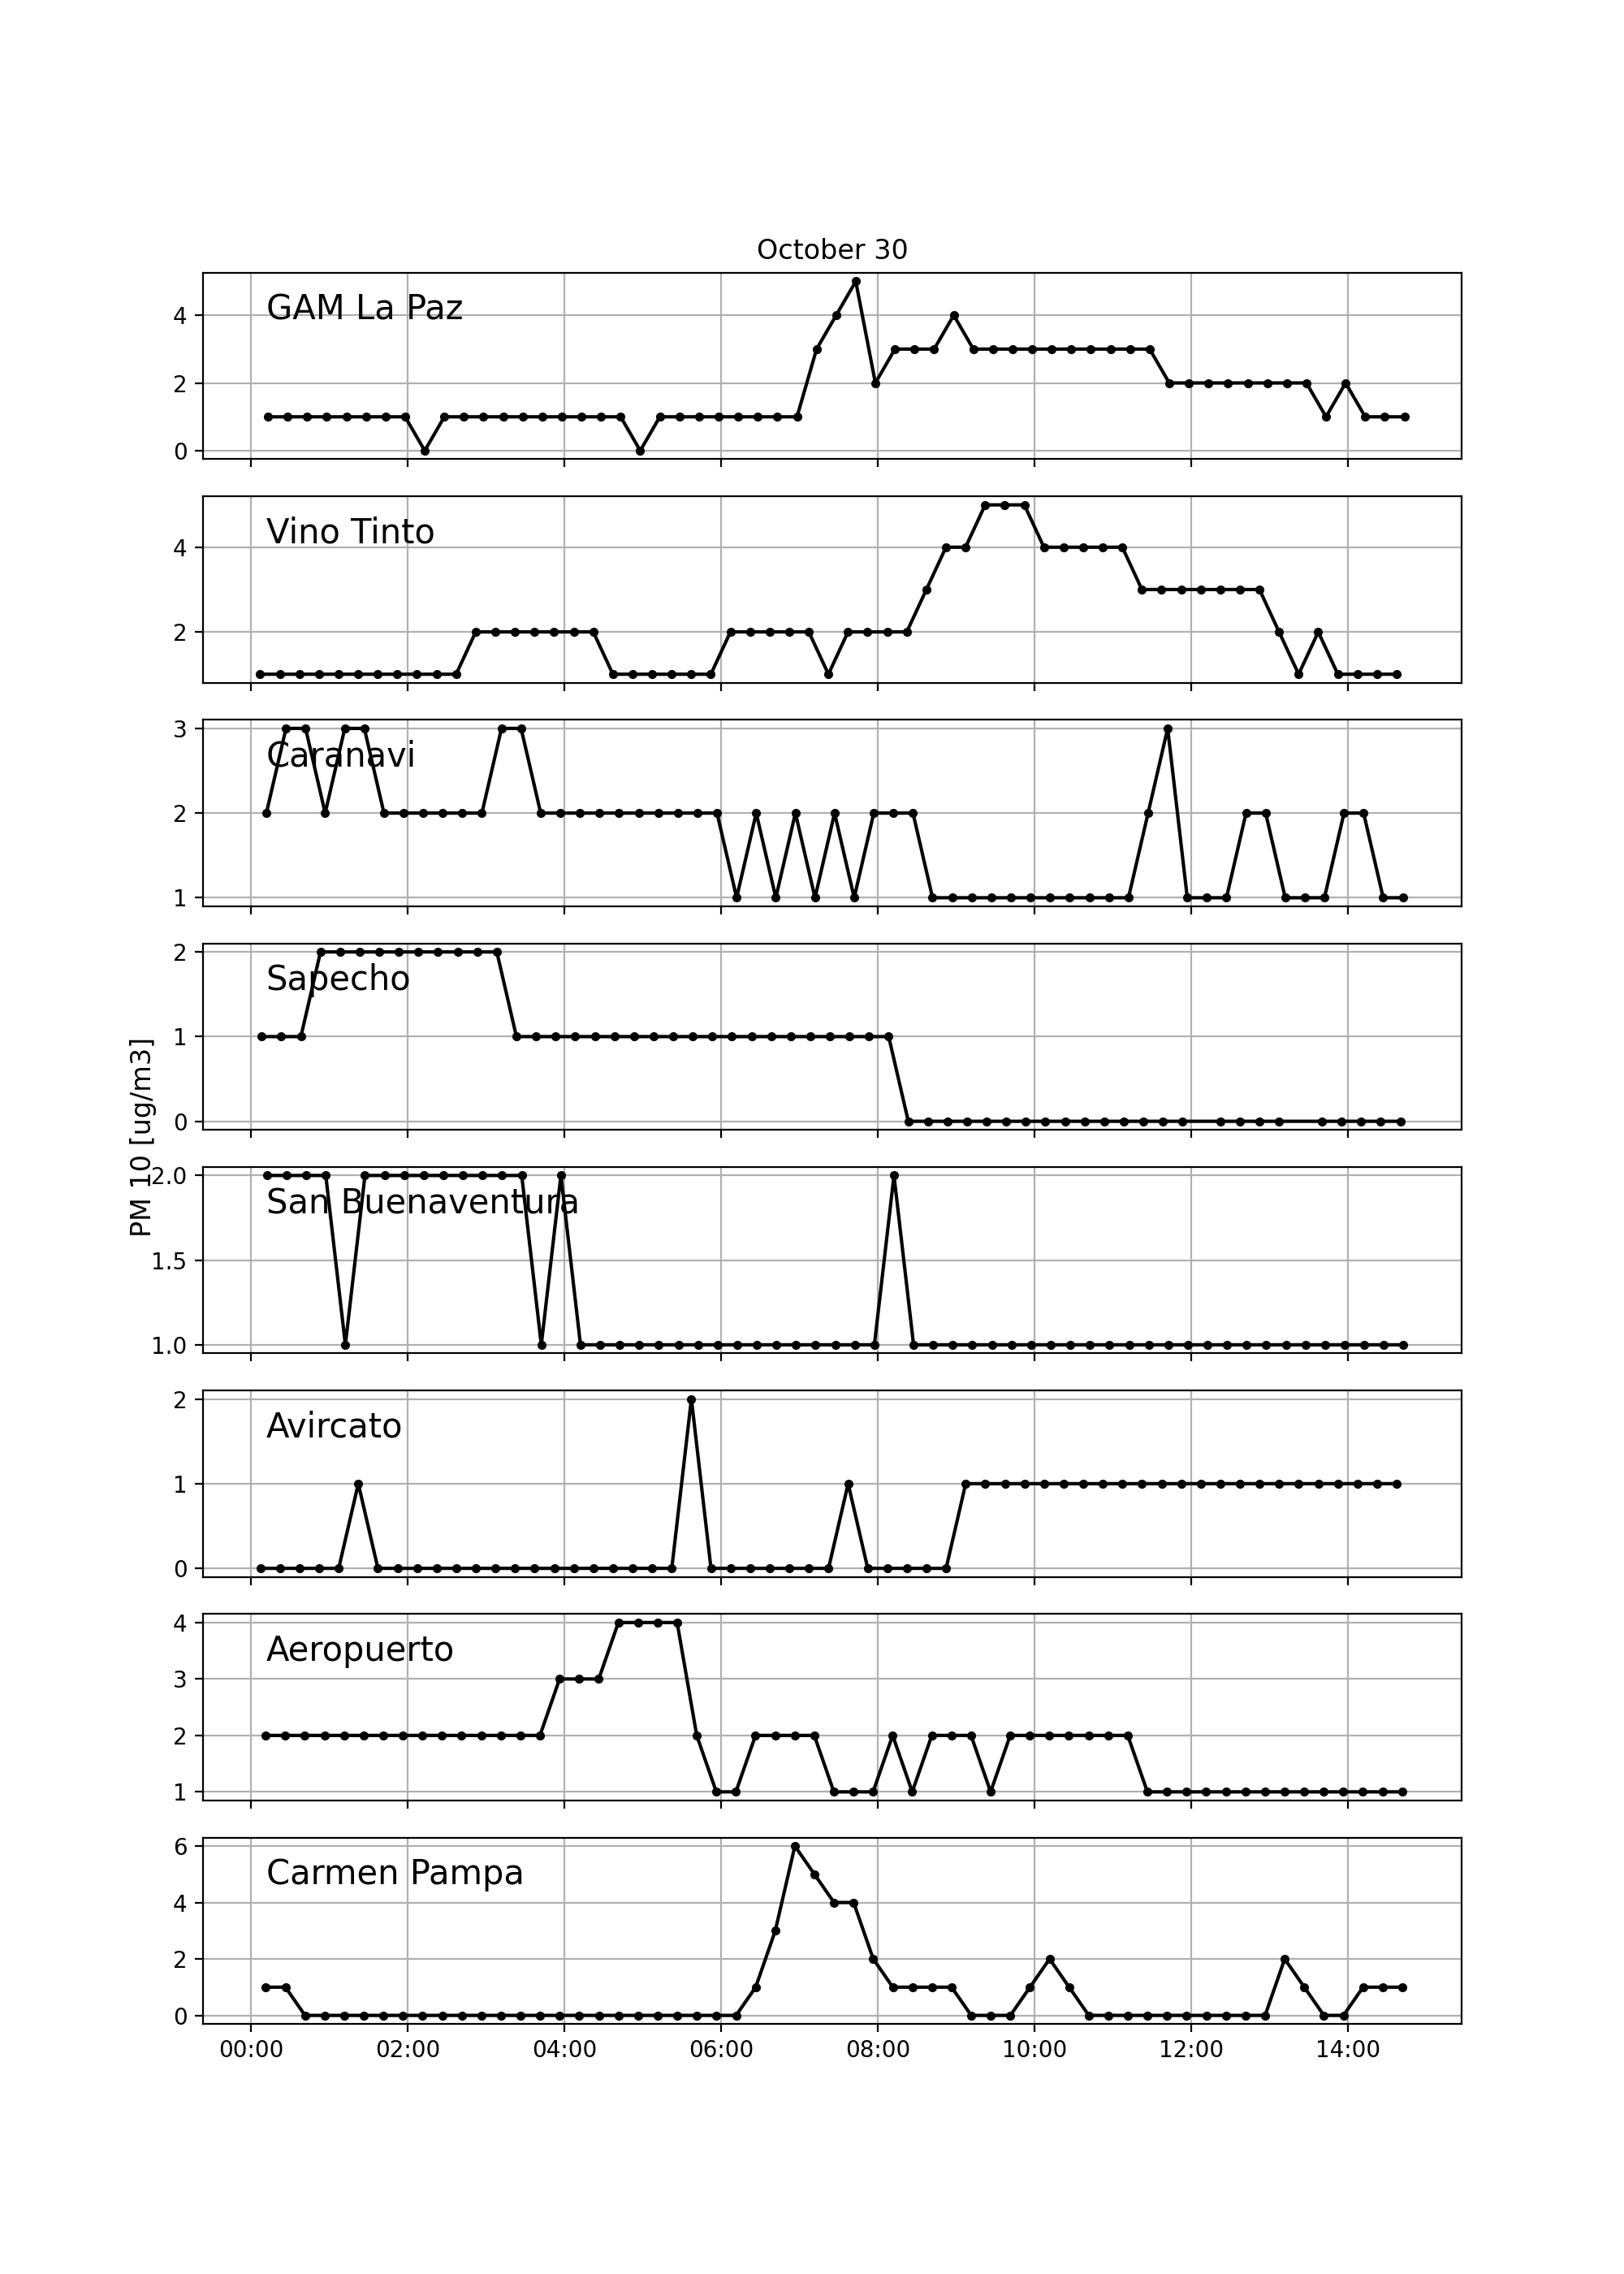 October 30
GAM La Paz
4
2
0
Vino Tinto
4
2
Caranavi
3
2
1
Sapecho
2
1
0
PM 10 [ug/m3]
San Buenaventura
2.0
1.5
1.0
Avircato
2
1
0
Aeropuerto
4
3
2
1
Carmen Pampa
6
4
2
0
00:00 02:00 04:00 06:00 08:00 10:00 12:00 14:00